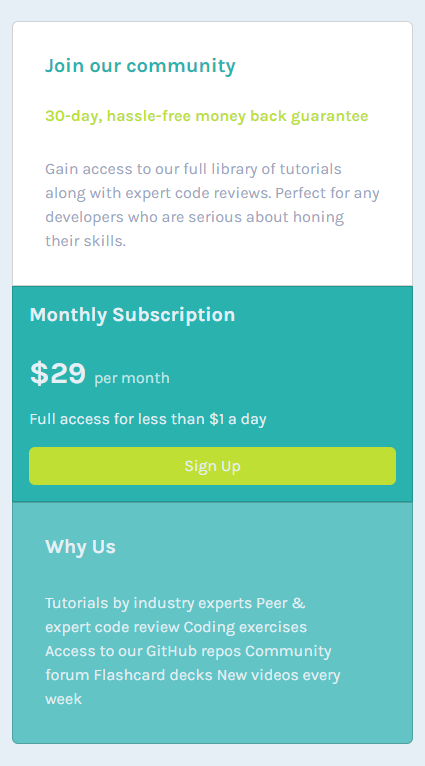 Join our community
30-day, hassle-free money back guarantee
Gain access to our full library of tutorials
along with expert code reviews. Perfect for any
developers who are serious about honing
their skills.
Monthly Subscription
$29 per month
Full access for less than $1 a day
Sign Up
Why Us
Tutorials by industry experts Peer &
expert code review Coding exercises
Access to our GitHub repos Community
forum Flashcard decks New videos every
week